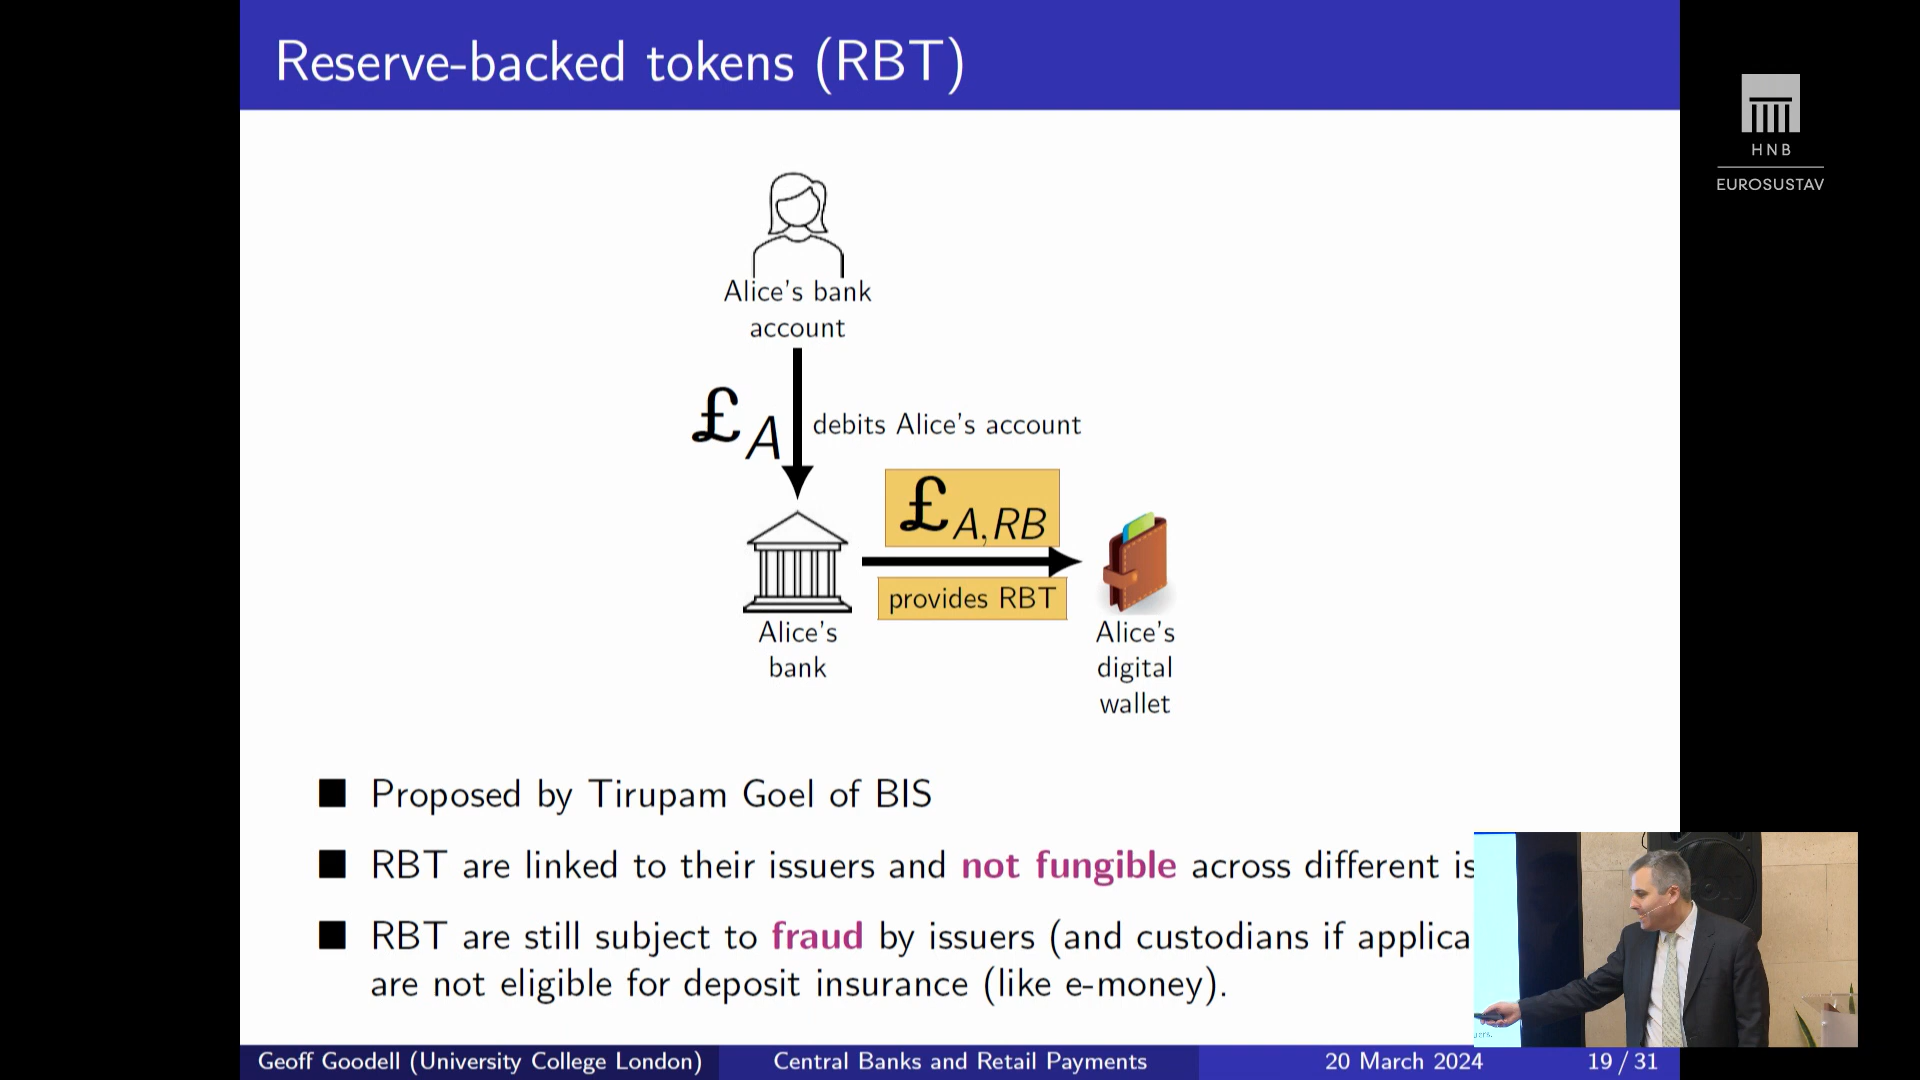 Reserve-backed tokens (RBT)
HNB
EUROSUSTAV
Alice's bank
account
£A
debits Alice's account
£A,RB
provides RBT
Alice's
bank
Alice's
digital
wallet
Proposed by Tirupam Goel of BIS
RBT are linked to their issuers and not fungible across different
RBT are still subject to fraud by issuers (and custodians if
are not eligible for deposit insurance (like e-money).
Geoff Goodell (University College London)
Central Banks and Retail Payments
20 March 2024
19 / 31